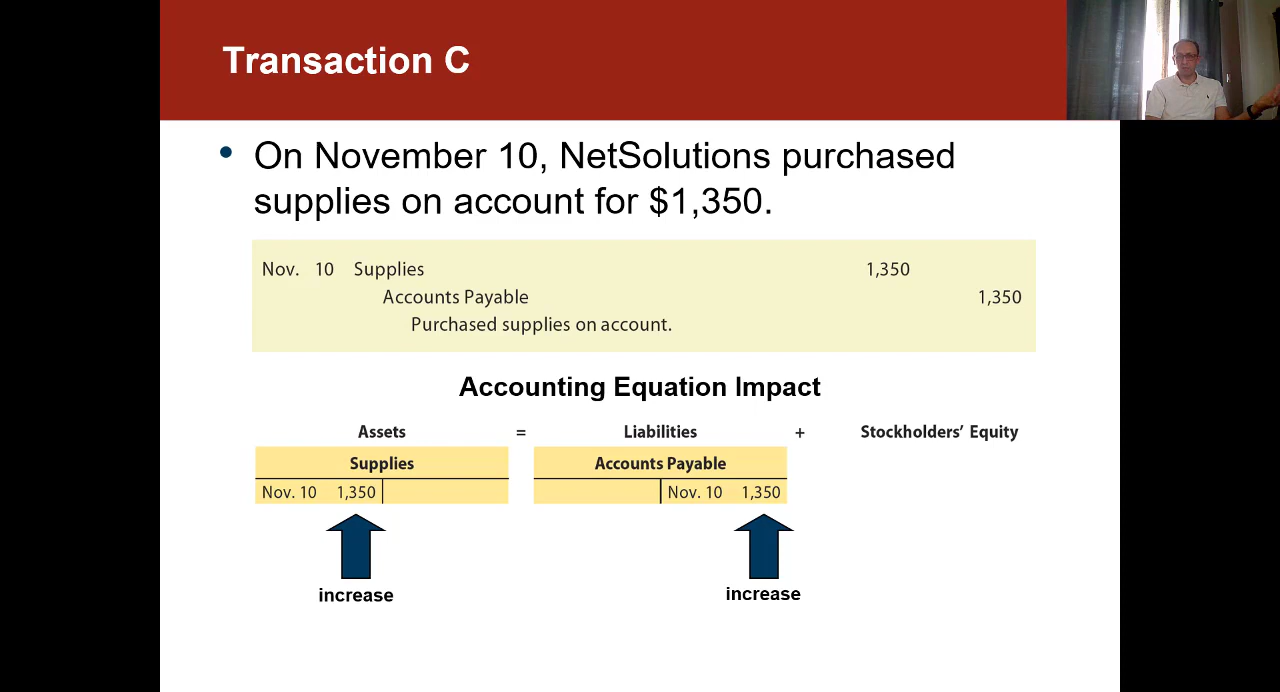 Transaction C
• On November 10, NetSolutions purchased
supplies on account for $1,350.
Nov. 10 Supplies 1,350
Accounts Payable 1,350
Purchased supplies on account.
Accounting Equation Impact
Assets = Liabilities + Stockholders’ Equity
Supplies Accounts Payable
Nov. 10 1,350 Nov. 10 1,350
increase increase